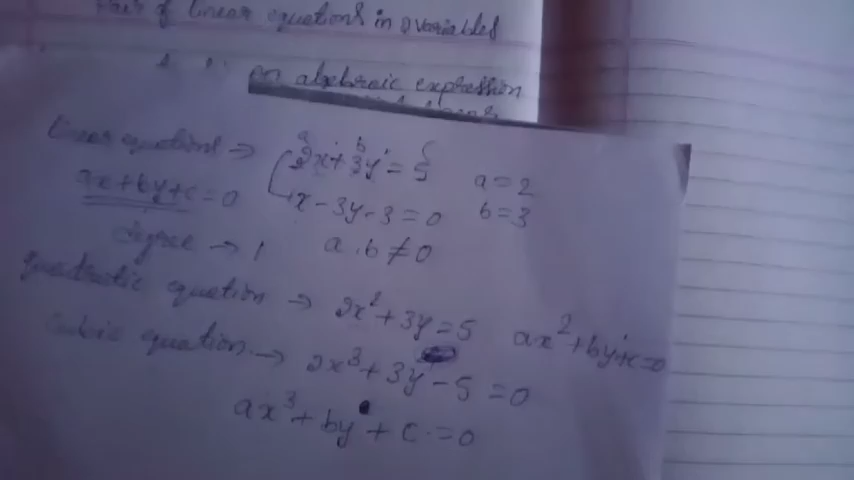 Pair of linear equations in 2 variables
an algebraic expression
linear equations → 2x + 3y = 5 a = 2
a b c
ax+by+c=0 x-3y-3=0 b=3
degree → 1 a.b ≠ 0
quadratic equation → 2x²+3y=5 ax²+by+c=0
Cubic equation → 2x³+3y-5=0
ax³+by+c=0